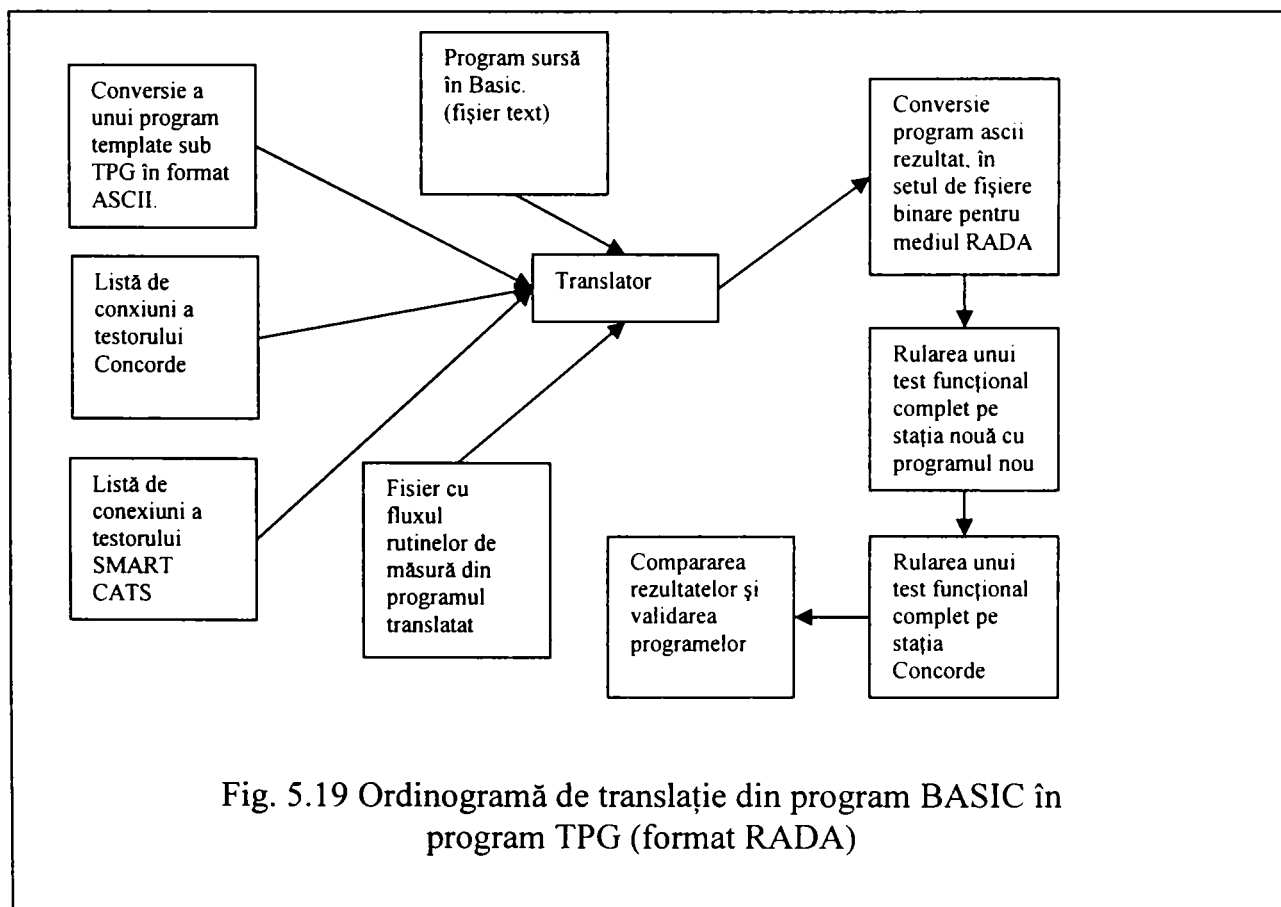 Conversie a
unui program
template sub
TPG în format
ASCII.
Program sursă
în Basic.
(fişier text)
Listă de
conxiuni a
testorului
Concorde
Translator
Listă de
conexiuni a
testorului
SMART
CATS
Fisier cu
fluxul
rutinelor de
măsură din
programul
translatat
Conversie
program ascii
rezultat, în
setul de fişiere
binare pentru
mediul RADA
Rularea unui
test funcţional
complet pe
staţia nouă cu
programul nou
Rularea unui
test funcţional
complet pe
staţia
Concorde
Compararea
rezultatelor şi
validarea
programelor
Fig. 5.19 Ordinogramă de translaţie din program BASIC în
program TPG (format RADA)